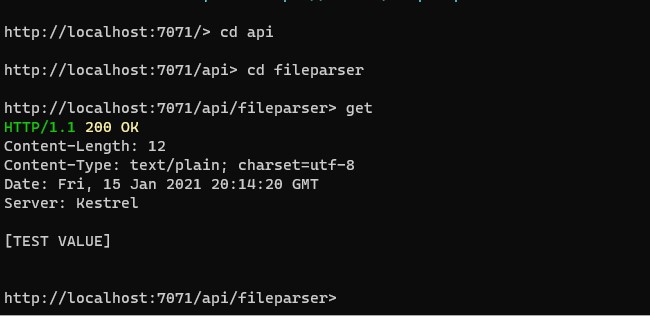 http://localhost:7071/> cd api
http://localhost:7071/api> cd fileparser
http://localhost:7071/api/fileparser> get
HTTP/1.1 200 OK
Content-Length: 12
Content-Type: text/plain; charset=utf-8
Date: Fri, 15 Jan 2021 20:14:20 GMT
Server: Kestrel
[TEST VALUE]
http://localhost:7071/api/fileparser>